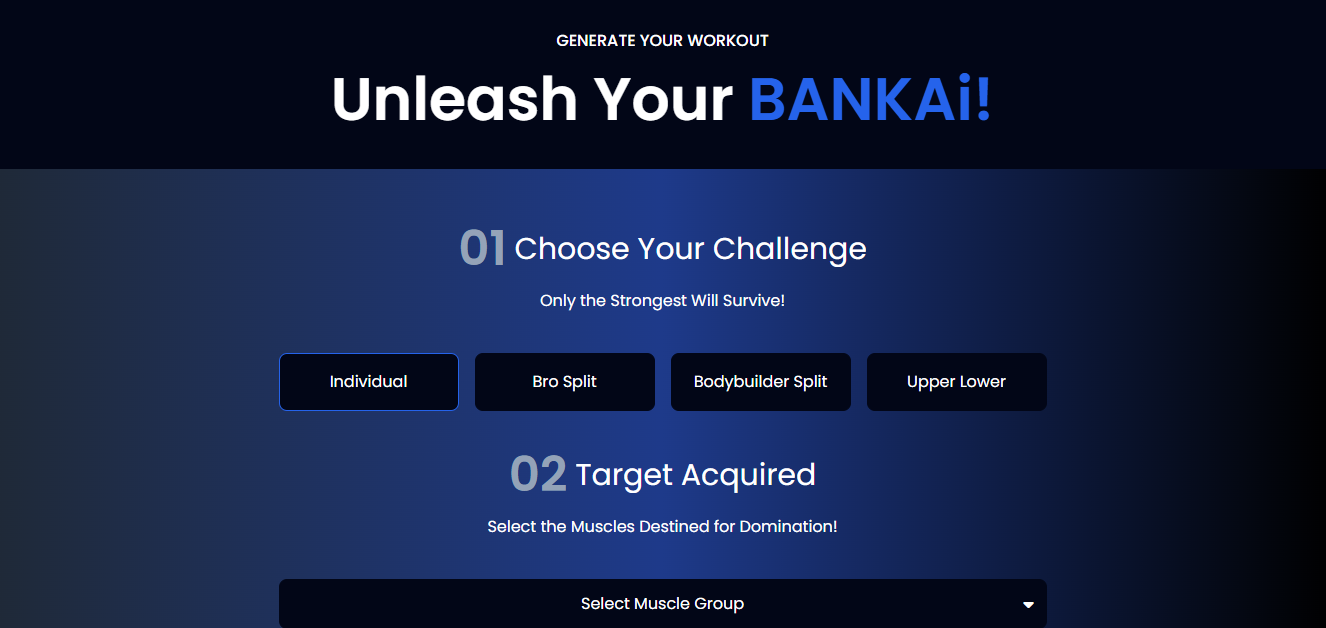 GENERATE YOUR WORKOUT
Unleash Your BANKAi!
01 Choose Your Challenge
Only the Strongest Will Survive!
Individual
Bro Split
Bodybuilder Split
Upper Lower
02 Target Acquired
Select the Muscles Destined for Domination!
Select Muscle Group